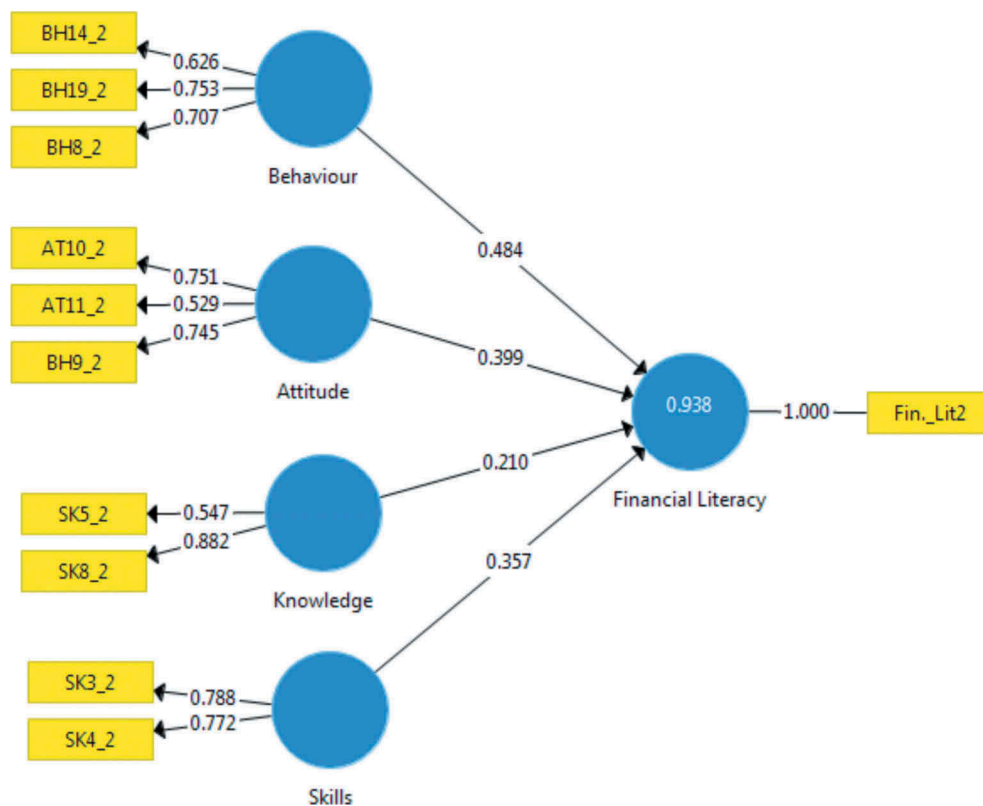 BH14_2
0.626
BH19_2
0.753
0.707
BH8_2
Behaviour
0.484
AT10_2
0.751
AT11_2
0.529
0.745
BH9_2
Attitude
0.399
0.938
1.000
Fin._Lit2
Financial Literacy
0.210
SK5_2
0.547
0.882
SK8_2
Knowledge
0.357
SK3_2
0.788
0.772
SK4_2
Skills